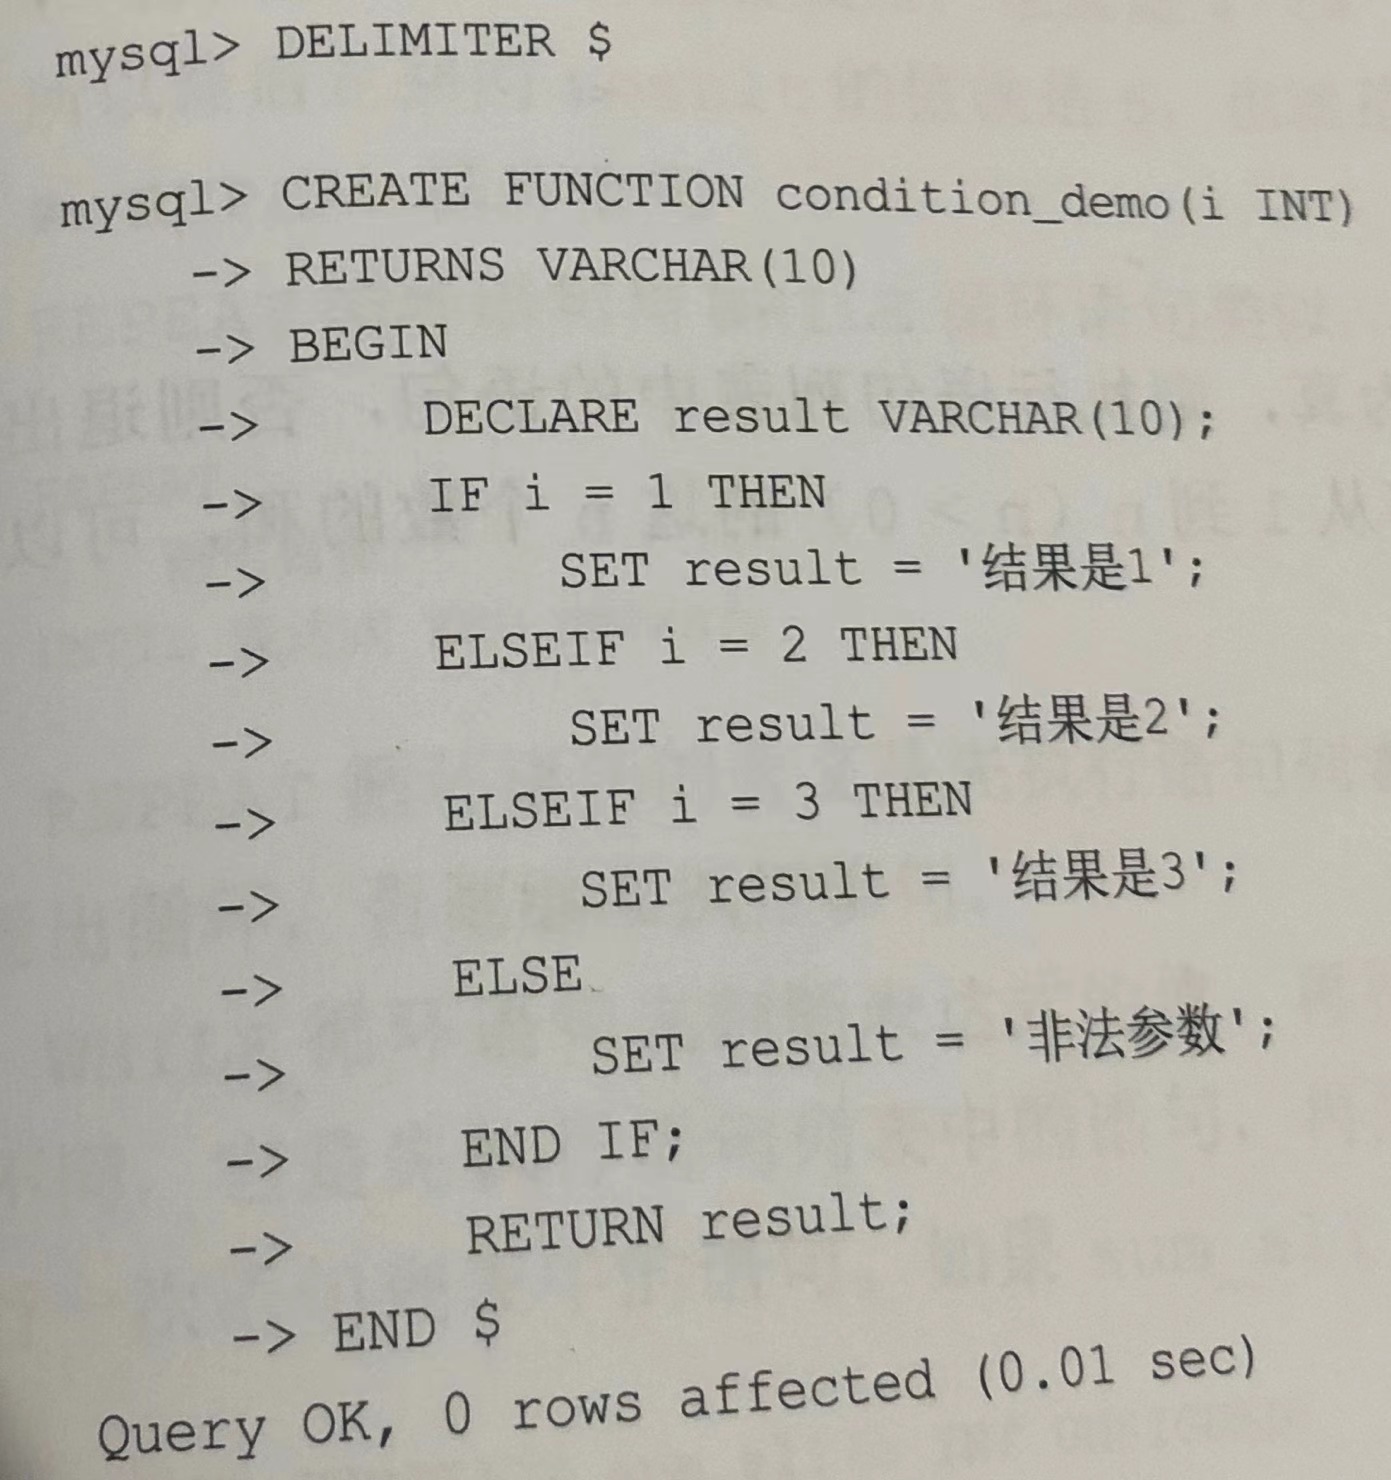 mysql> DELIMITER $
mysql> CREATE FUNCTION condition_demo(i INT)
-> RETURNS VARCHAR(10)
-> BEGIN
-> DECLARE result VARCHAR(10);
-> IF i = 1 THEN
-> SET result = '结果是1';
-> ELSEIF i = 2 THEN
-> SET result = '结果是2';
-> ELSEIF i = 3 THEN
-> SET result = '结果是3';
-> ELSE
-> SET result = '非法参数';
-> END IF;
-> RETURN result;
-> END $
Query OK, 0 rows affected (0.01 sec)